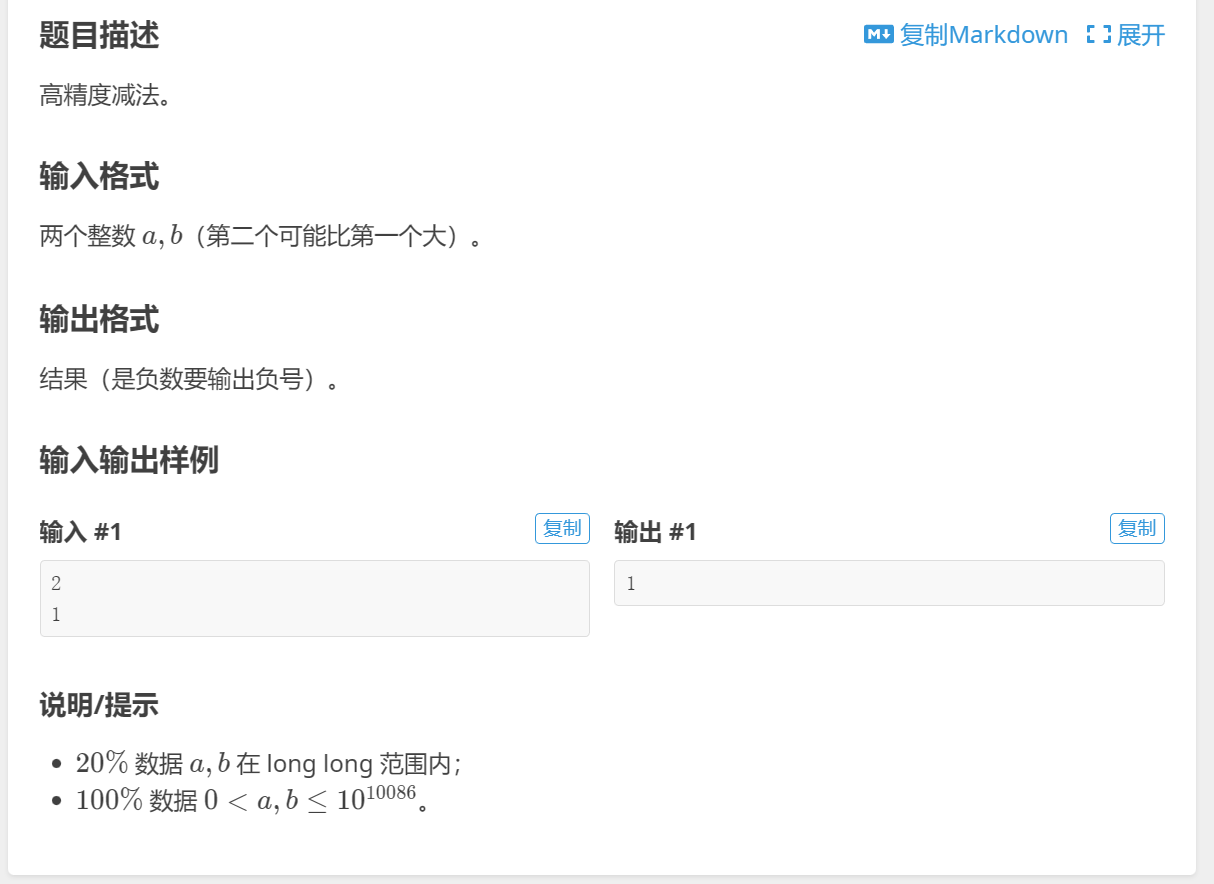 题目描述
复制Markdown 展开
高精度减法。
输入格式
两个整数 a, b（第二个可能比第一个大）。
输出格式
结果（是负数要输出负号）。
输入输出样例
输入 #1
复制
2
1
输出 #1
复制
1
说明/提示
• 20% 数据 a, b 在 long long 范围内；
• 100% 数据 0 < a, b ≤ 10^10086。